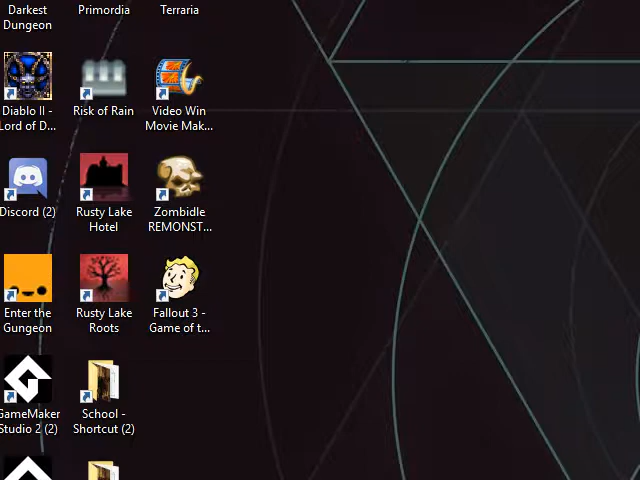 Darkest
Dungeon
Primordia
Terraria
Diablo II -
Lord of D...
Risk of Rain
Video Win
Movie Mak...
Discord (2)
Rusty Lake
Hotel
Zombidle
REMONST...
Enter the
Gungeon
Rusty Lake
Roots
Fallout 3 -
Game of t...
GameMaker
Studio 2 (2)
School -
Shortcut (2)